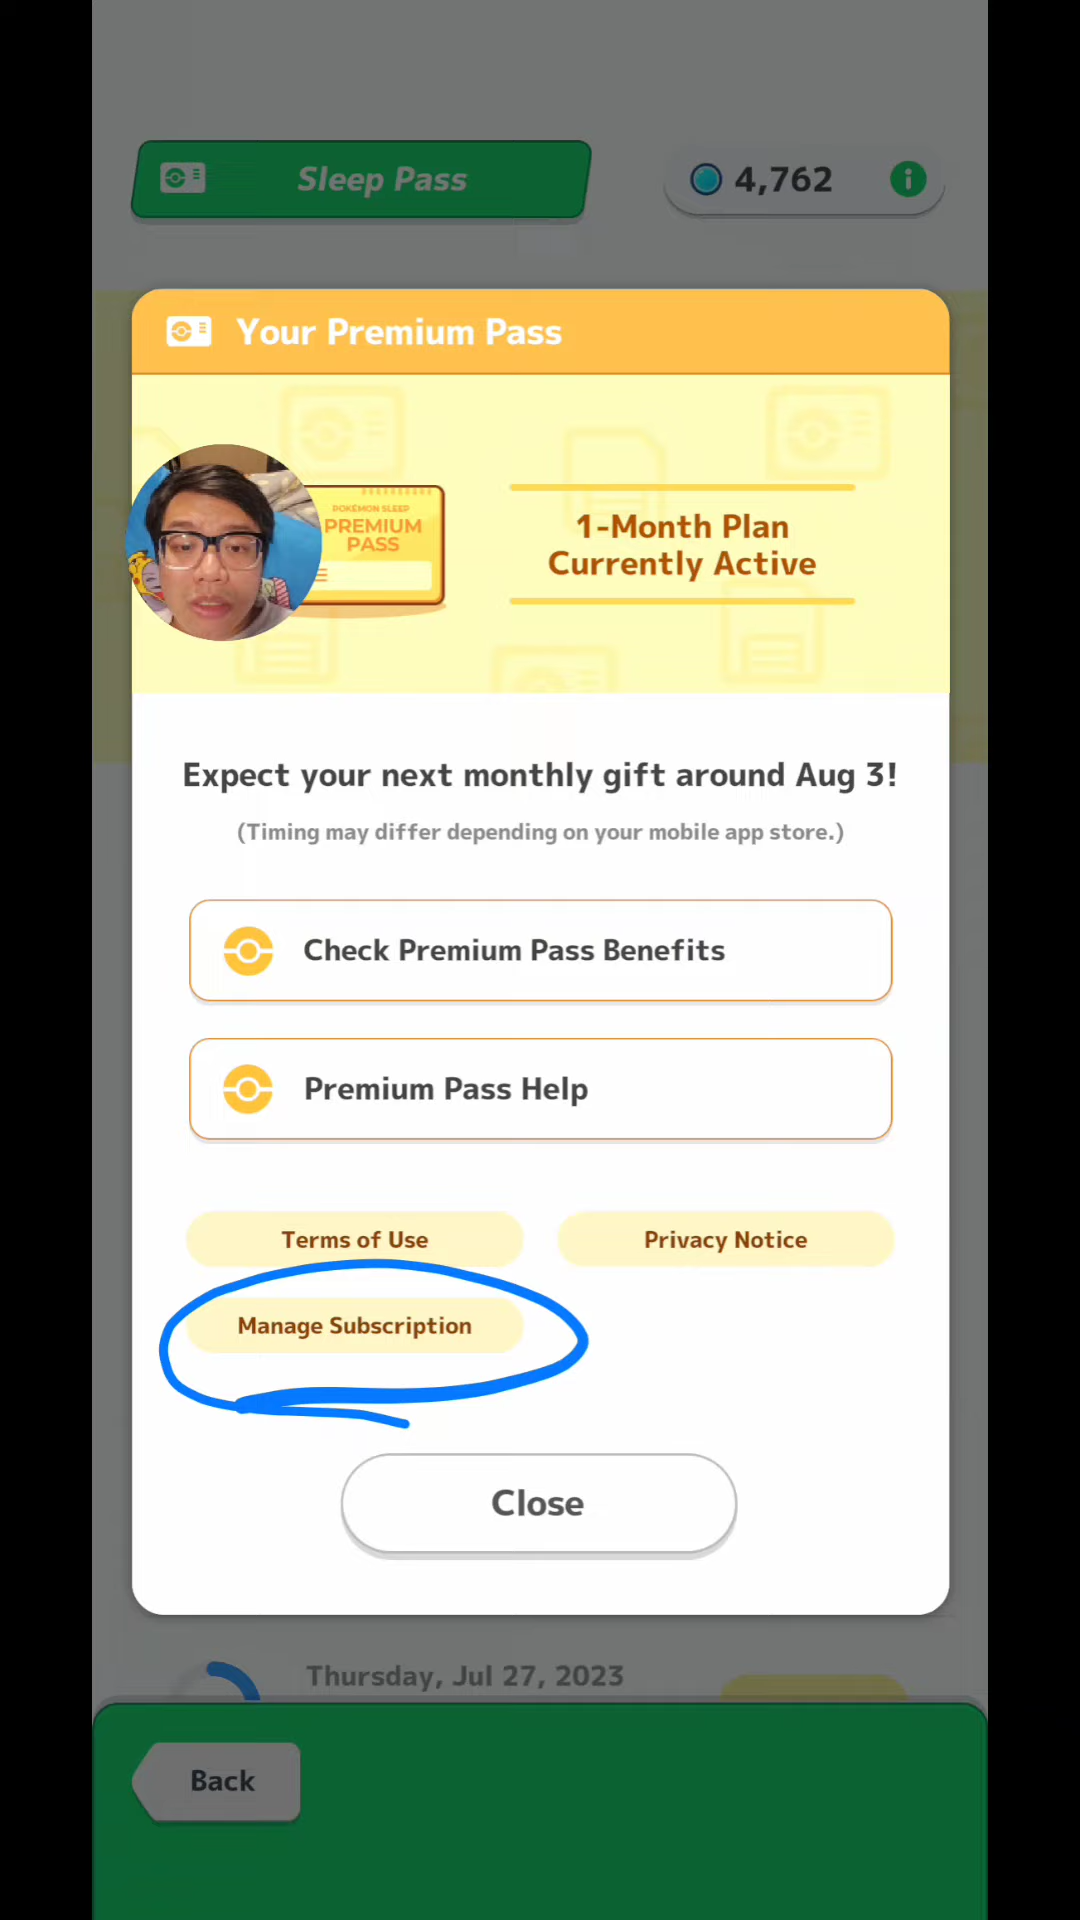 Sleep Pass
4,762
Your Premium Pass
POKÉMON SLEEP
PREMIUM
PASS
1-Month Plan
Currently Active
Expect your next monthly gift around Aug 3!
(Timing may differ depending on your mobile app store.)
Check Premium Pass Benefits
Premium Pass Help
Terms of Use
Privacy Notice
Manage Subscription
Close
Thursday, Jul 27, 2023
Back